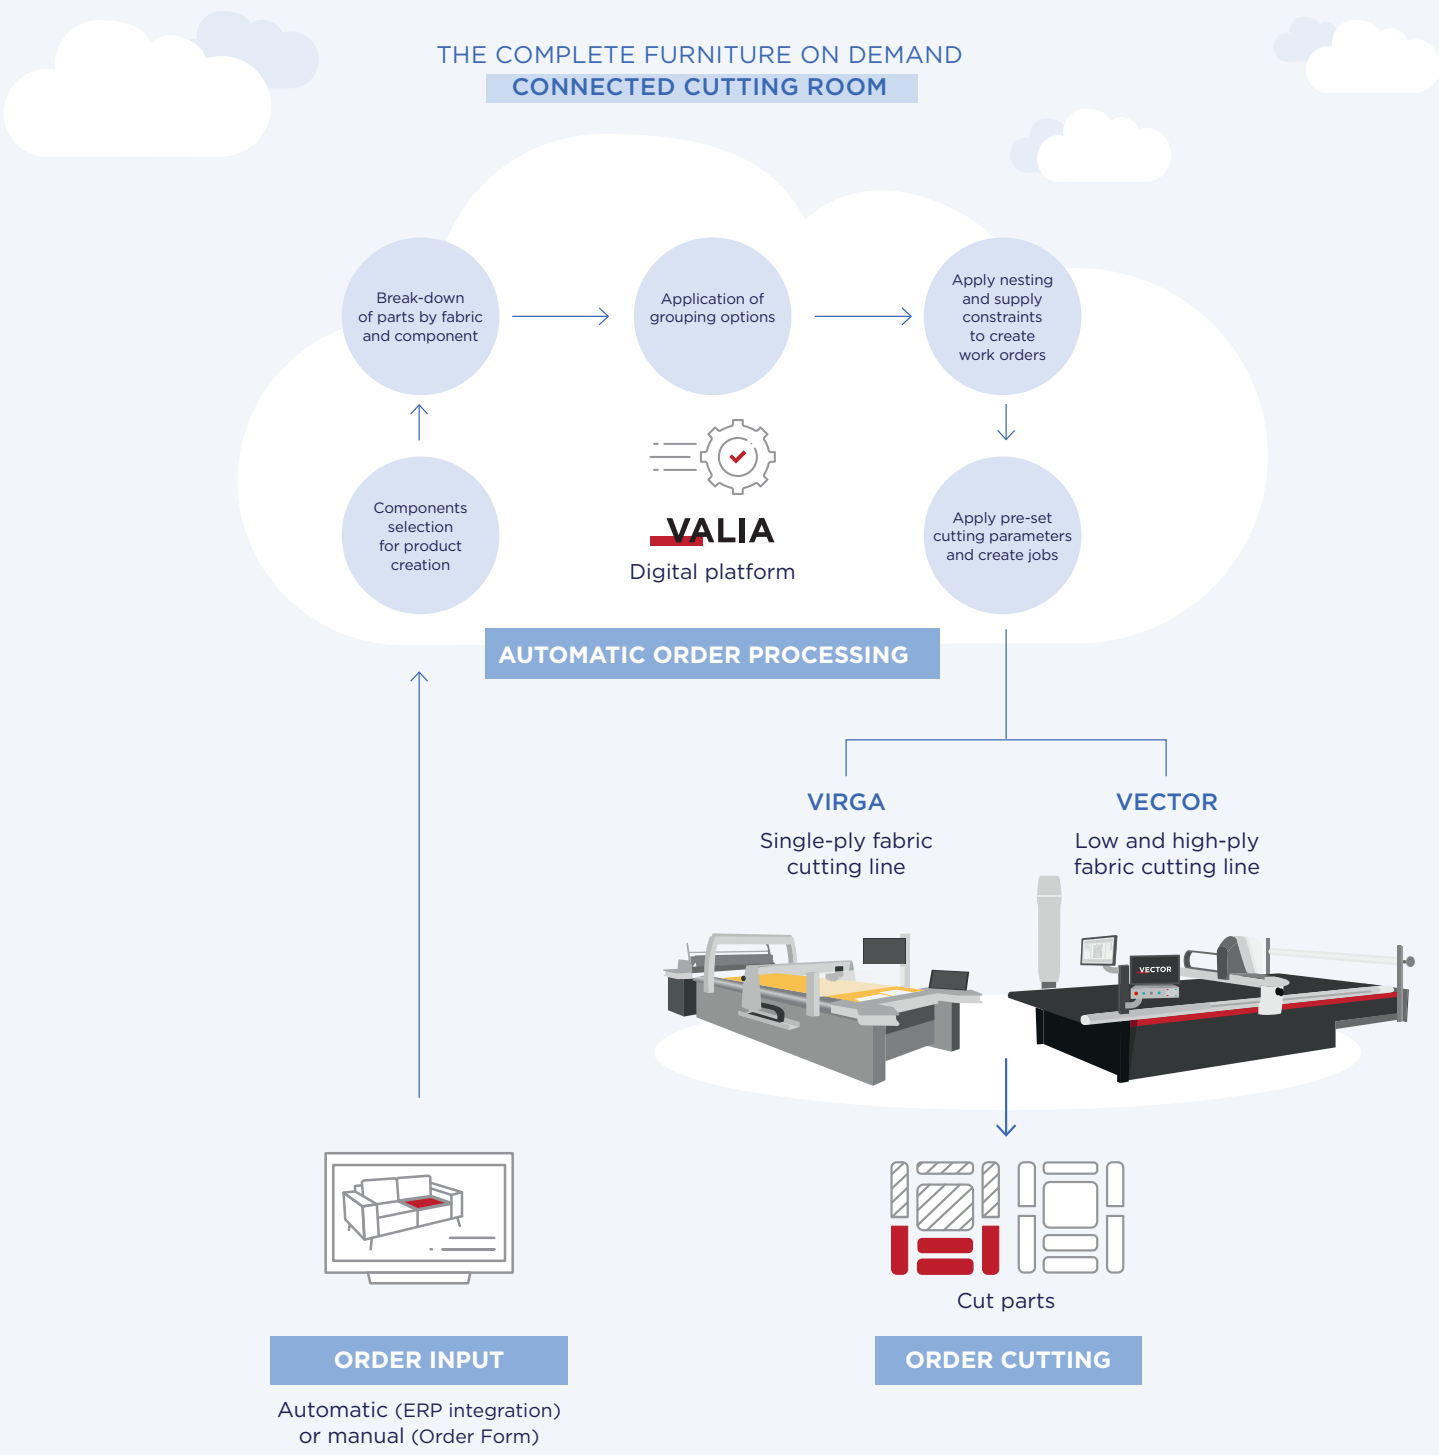 THE COMPLETE FURNITURE ON DEMAND
CONNECTED CUTTING ROOM
Break-down
of parts by fabric
and component
Application of
grouping options
Apply nesting
and supply
constraints
to create
work orders
Components
selection
for product
creation
VALIA
Digital platform
Apply pre-set
cutting parameters
and create jobs
AUTOMATIC ORDER PROCESSING
VIRGA
Single-ply fabric
cutting line
VECTOR
Low and high-ply
fabric cutting line
VECTOR
Cut parts
ORDER INPUT
Automatic (ERP integration)
or manual (Order Form)
ORDER CUTTING